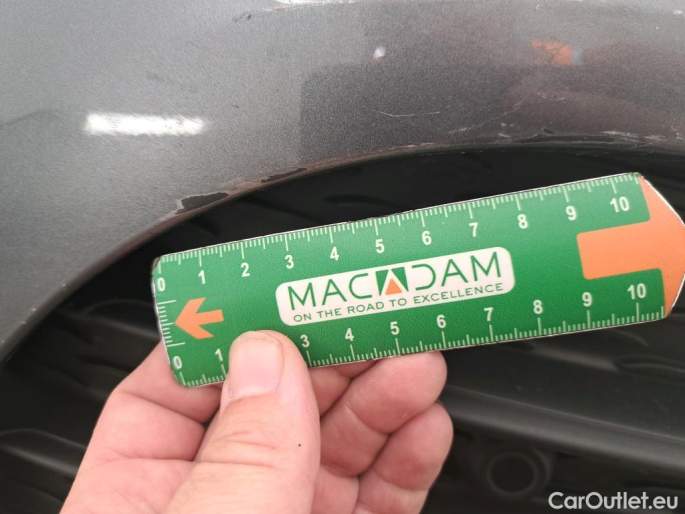 0 1 2 3 4 5 6 7 8 9 10
MACADAM
ON THE ROAD TO EXCELLENCE
0 1 3 4 5 6 7 8 9 10
CarOutlet.eu